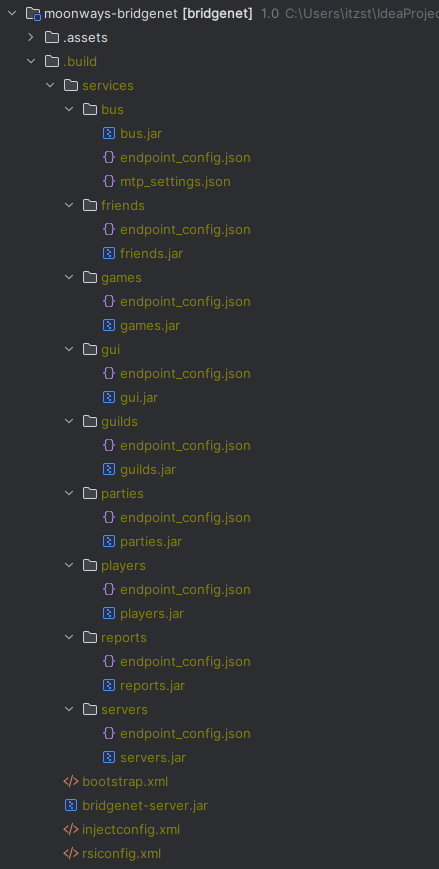 moonways-bridgenet [bridgenet] 1.0 C:\Users\itzst\IdeaProjec
.assets
.build
services
bus
bus.jar
endpoint_config.json
mtp_settings.json
friends
endpoint_config.json
friends.jar
games
endpoint_config.json
games.jar
gui
endpoint_config.json
gui.jar
guilds
endpoint_config.json
guilds.jar
parties
endpoint_config.json
parties.jar
players
endpoint_config.json
players.jar
reports
endpoint_config.json
reports.jar
servers
endpoint_config.json
servers.jar
bootstrap.xml
bridgenet-server.jar
injectconfig.xml
rsiconfig.xml